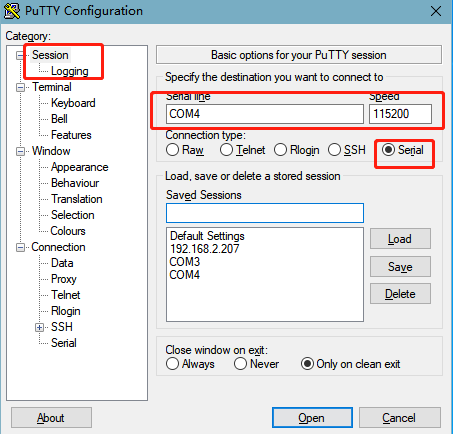 PuTTY Configuration
Category:
Session
Logging
Terminal
Keyboard
Bell
Features
Window
Appearance
Behaviour
Translation
Selection
Colours
Connection
Data
Proxy
Telnet
Rlogin
SSH
Serial
Basic options for your PuTTY session
Specify the destination you want to connect to
Serial line Speed
COM4 115200
Connection type:
Raw Telnet Rlogin SSH Serial
Load, save or delete a stored session
Saved Sessions
Default Settings
192.168.2.207
COM3
COM4
Load
Save
Delete
Close window on exit:
Always Never Only on clean exit
About Open Cancel